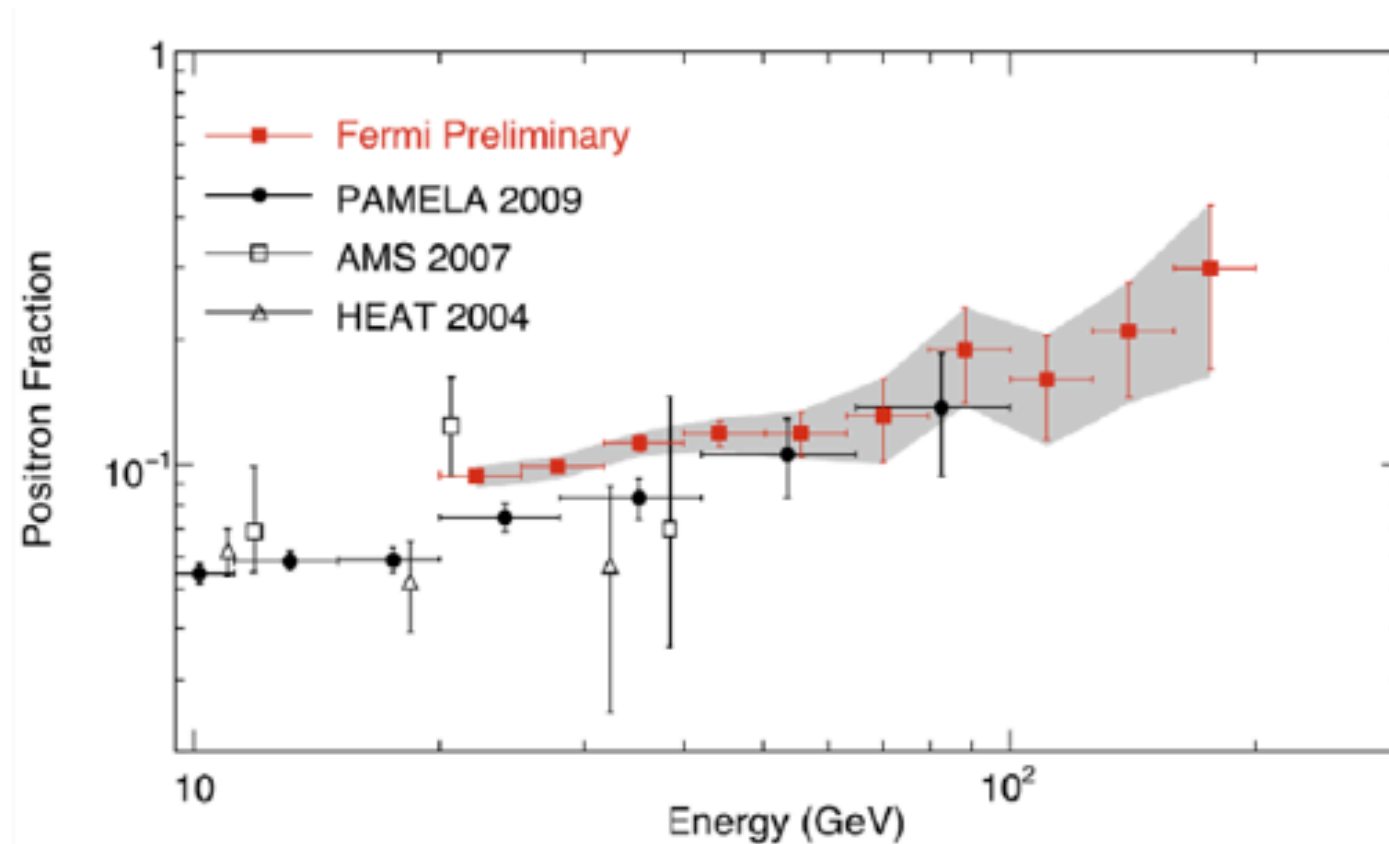 1
Fermi Preliminary
PAMELA 2009
AMS 2007
HEAT 2004
Positron Fraction
10⁻¹
10
10²
Energy (GeV)